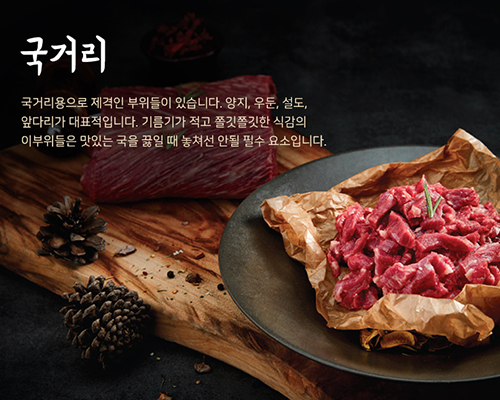 국거리
국거리용으로 제격인 부위들이 있습니다. 양지, 우둔, 설도,
앞다리가 대표적입니다. 기름기가 적고 쫄깃쫄깃한 식감의
이부위들은 맛있는 국을 끓일 때 놓쳐선 안될 필수 요소입니다.